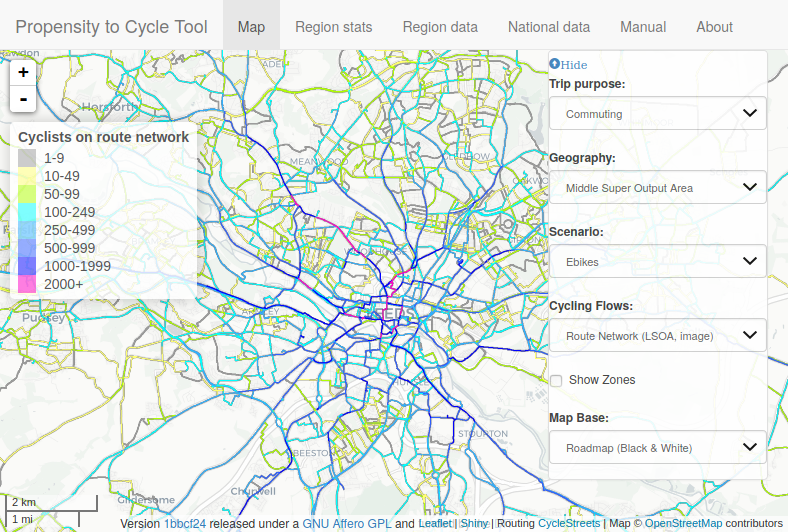 Propensity to Cycle Tool Map Region stats Region data National data Manual About
+
-
Hide
Trip purpose:
Commuting
Geography:
Middle Super Output Area
Scenario:
Ebikes
Cycling Flows:
Route Network (LSOA, image)
Show Zones
Map Base:
Roadmap (Black & White)
Cyclists on route network
1-9
10-49
50-99
100-249
250-499
500-999
1000-1999
2000+
Horsforth
MEANWOOD
Pudsey
BEESTON
STOURTON
Churwell
Gildersome
2 km
1 mi
Version 1bbcf24 released under a GNU Affero GPL and Leaflet | Shiny | Routing CycleStreets | Map © OpenStreetMap contributors